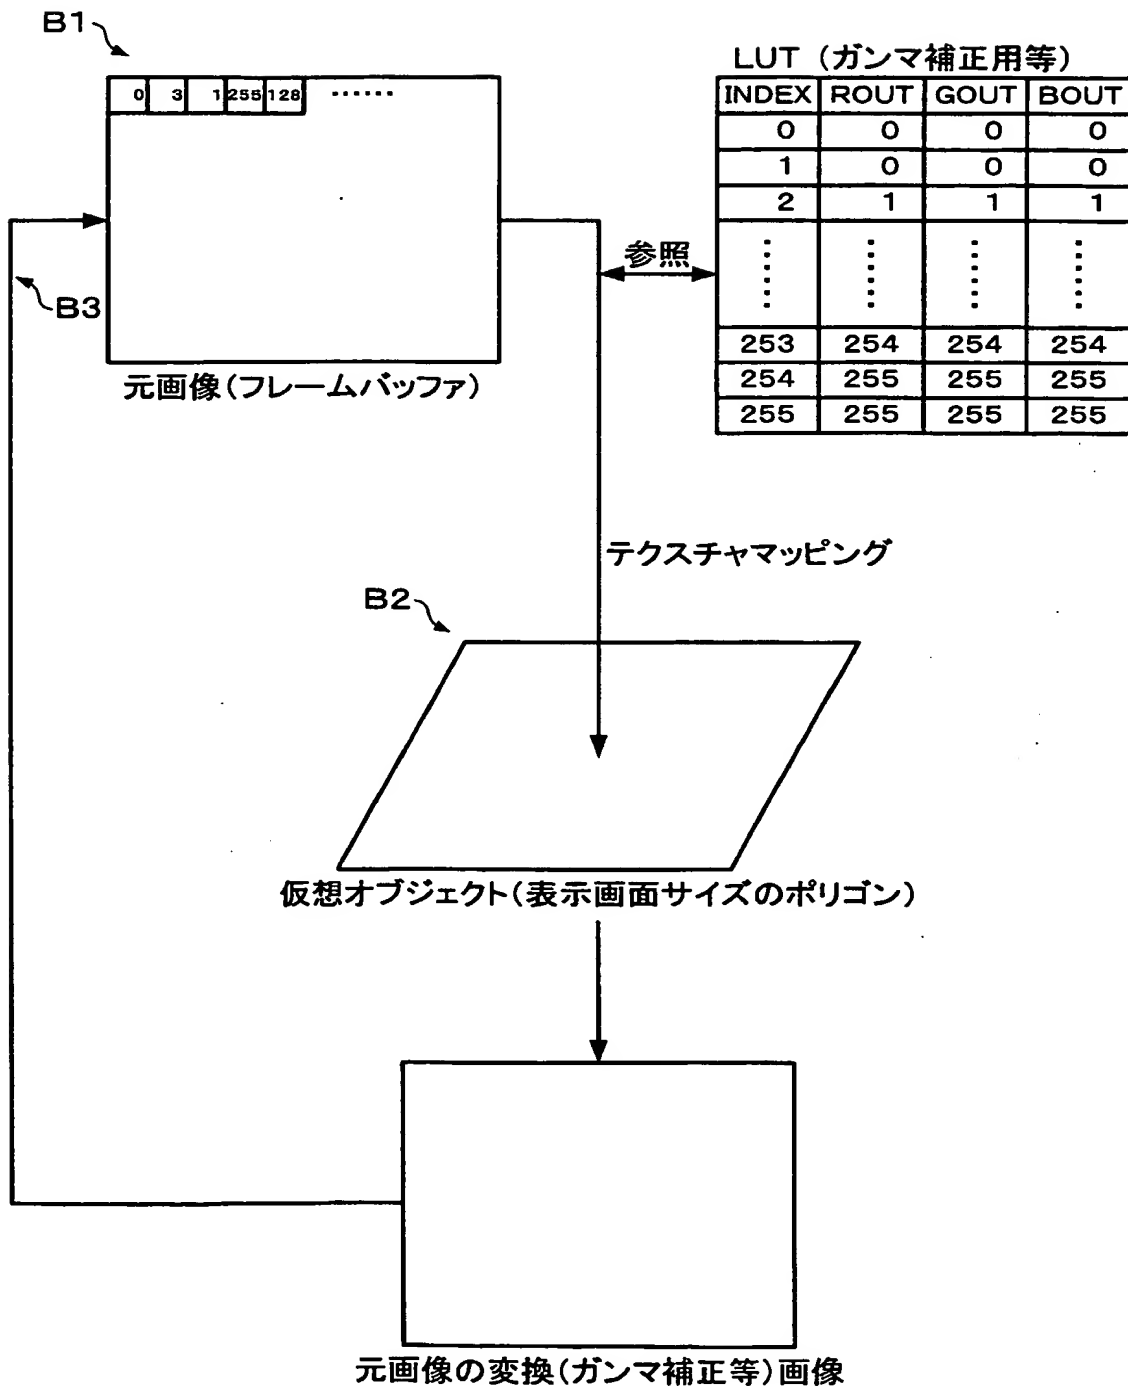 B1
0 3 1 255 128 ······
LUT (ガンマ補正用等)
INDEX ROUT GOUT BOUT
0 0 0 0
1 0 0 0
2 1 1 1
253 254 254 254
254 255 255 255
255 255 255 255
参照
B3
元画像(フレームバッファ)
テクスチャマッピング
B2
仮想オブジェクト(表示画面サイズのポリゴン)
元画像の変換(ガンマ補正等)画像